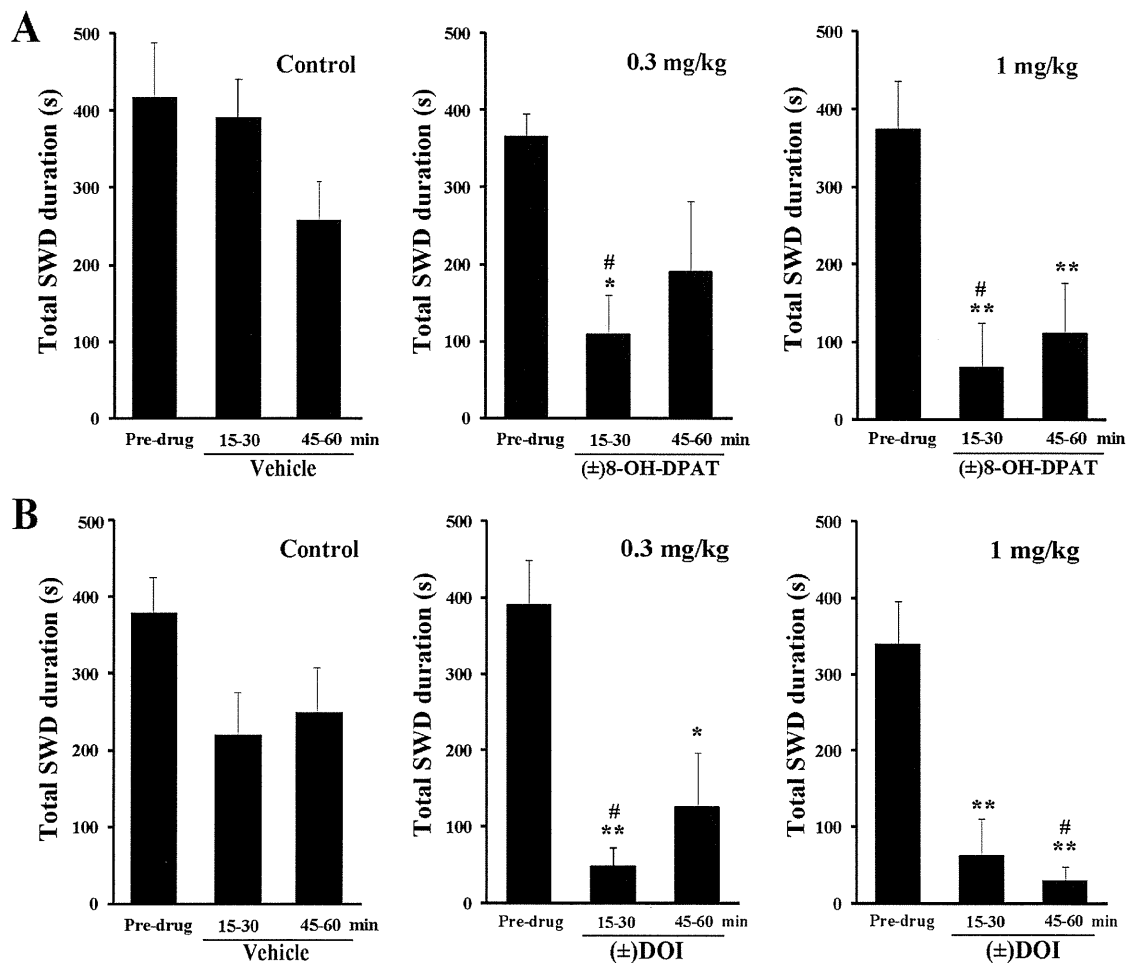 A
Total SWD duration (s)
500
400
300
200
100
0
Control
Pre-drug 15-30 45-60 min
Vehicle
Total SWD duration (s)
500
400
300
200
100
0
0.3 mg/kg
#
*
Pre-drug 15-30 45-60 min
(±)8-OH-DPAT
Total SWD duration (s)
500
400
300
200
100
0
1 mg/kg
#
**
**
Pre-drug 15-30 45-60 min
(±)8-OH-DPAT
B
Total SWD duration (s)
500
400
300
200
100
0
Control
Pre-drug 15-30 45-60 min
Vehicle
Total SWD duration (s)
500
400
300
200
100
0
0.3 mg/kg
#
**
*
Pre-drug 15-30 45-60 min
(±)DOI
Total SWD duration (s)
500
400
300
200
100
0
1 mg/kg
**
#
**
Pre-drug 15-30 45-60 min
(±)DOI